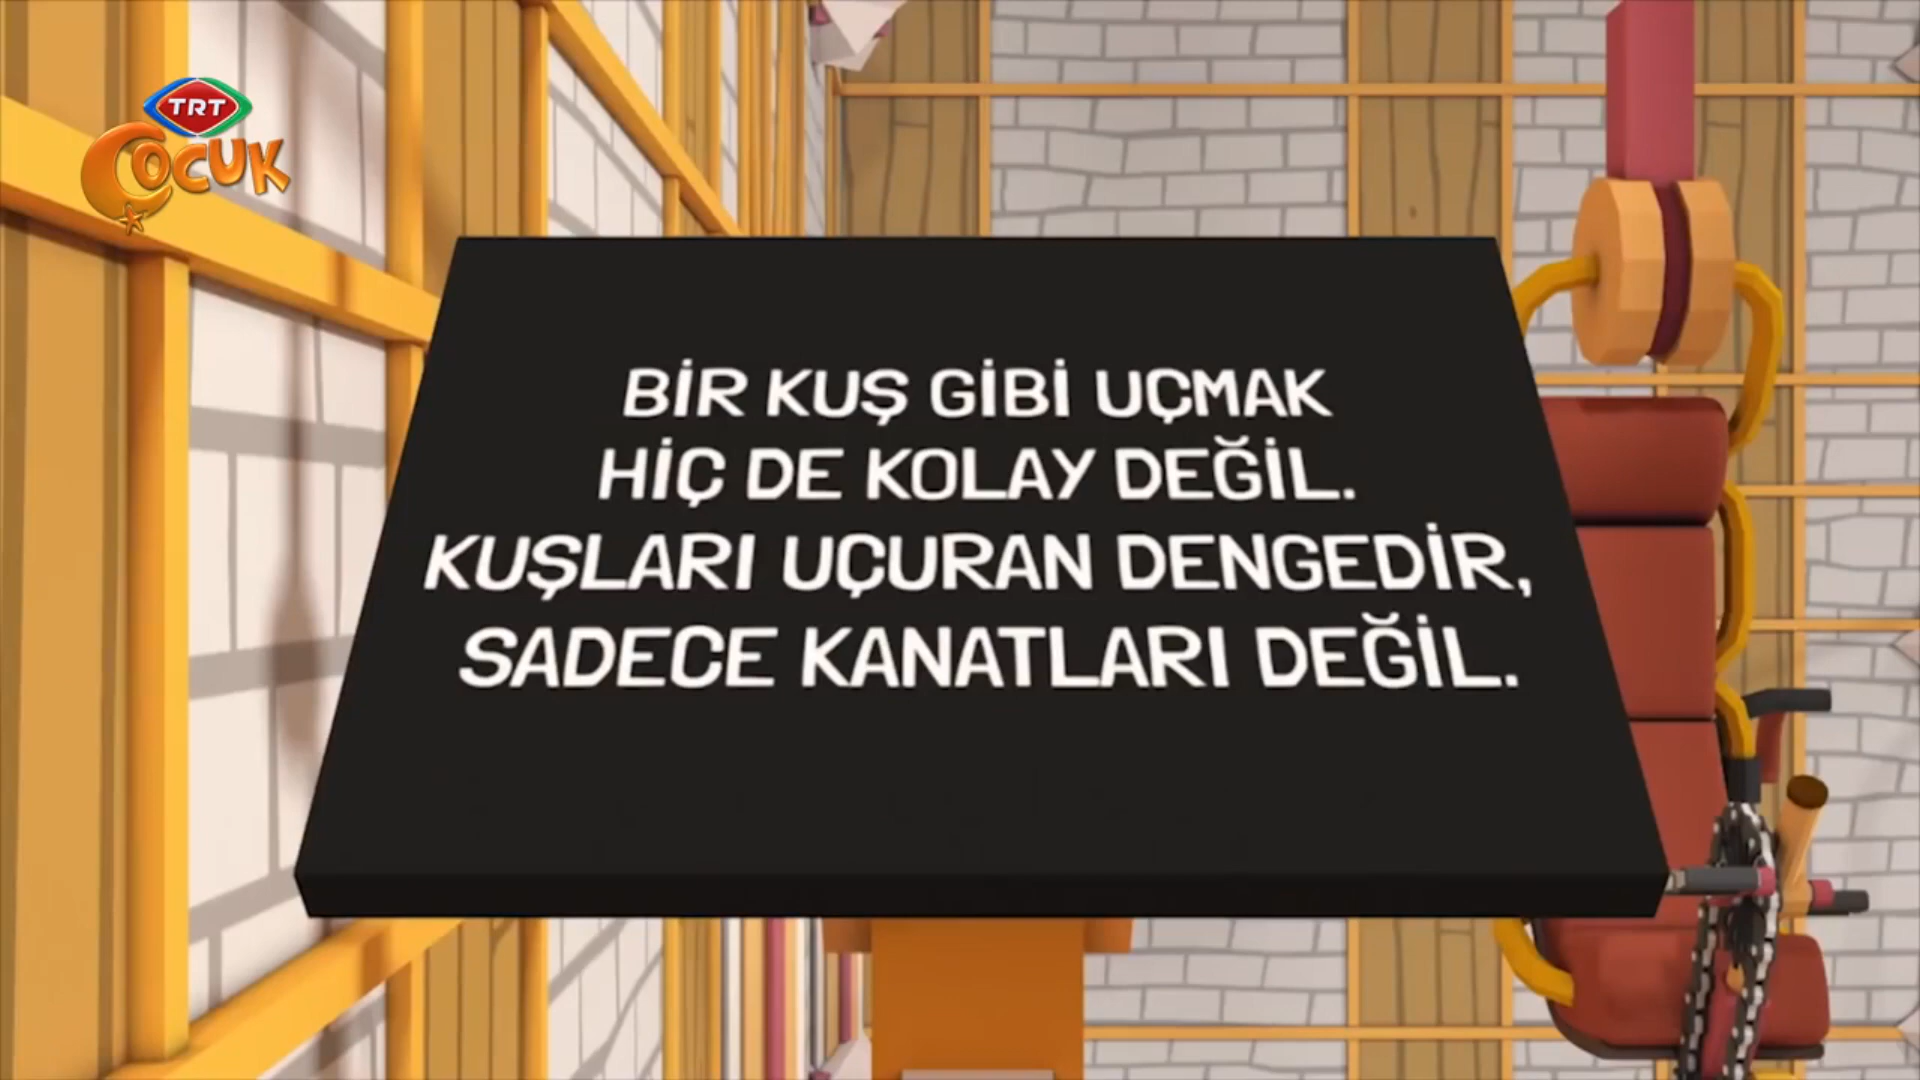 TRT
ÇOCUK
BİR KUŞ GİBİ UÇMAK
HİÇ DE KOLAY DEĞİL.
KUŞLARI UÇURAN DENGEDİR,
SADECE KANATLARI DEĞİL.